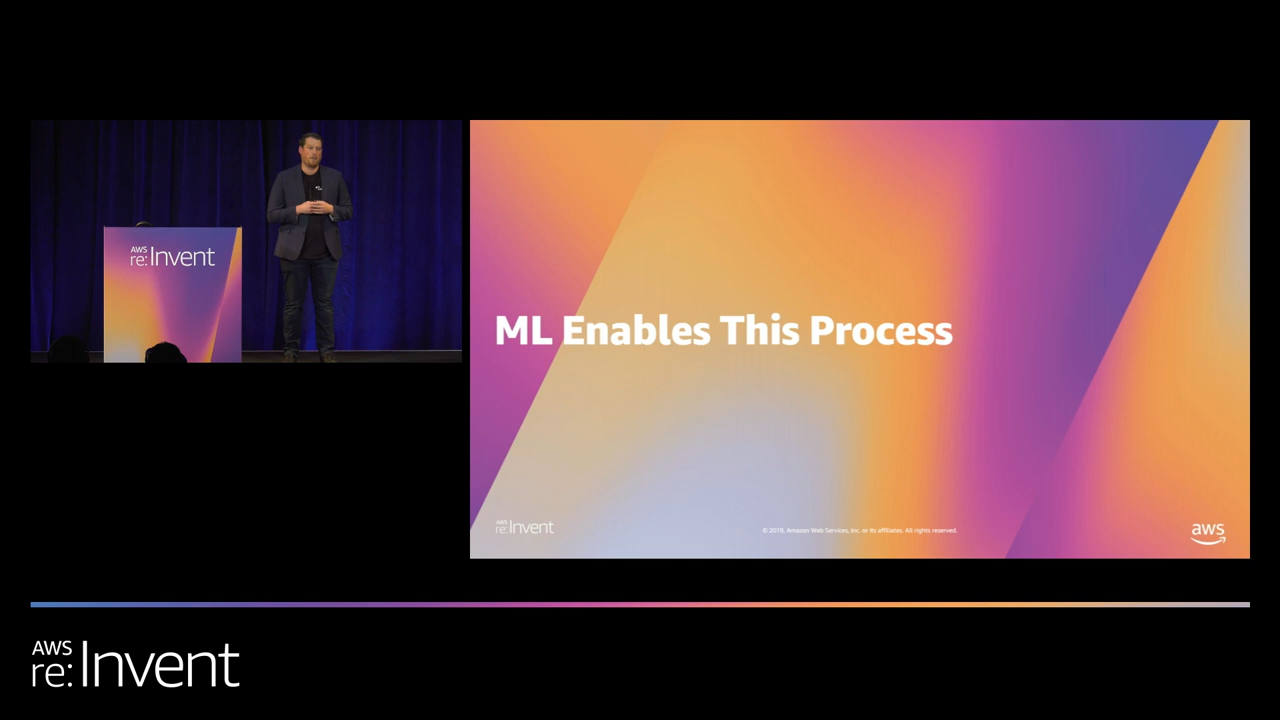 AWS
re:Invent
ML Enables This Process
AWS
re:Invent
© 2019, Amazon Web Services, Inc. or its affiliates. All rights reserved.
aws
AWS
re:Invent